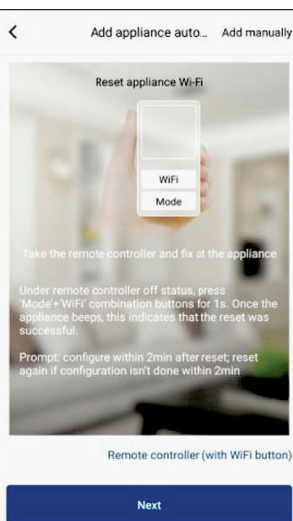 Add appliance auto... Add manually
Reset appliance Wi-Fi
WiFi
Mode
Take the remote controller and fix at the appliance
Under remote controller off status, press
'Mode'+'WiFi' combination buttons for 1s. Once the
appliance beeps, this indicates that the reset was
successful.
Prompt: configure within 2min after reset; reset
again if configuration isn't done within 2min
Remote controller (with WiFi button)
Next